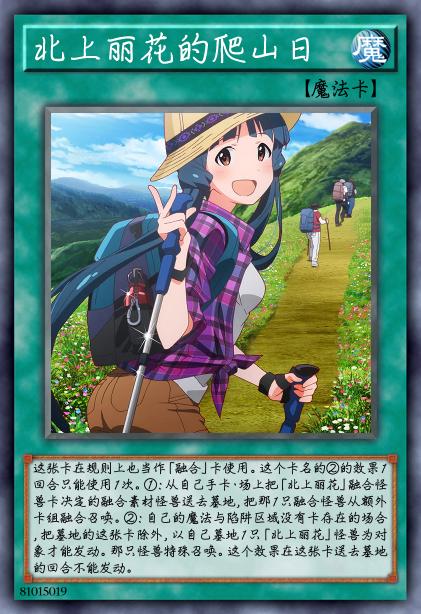 北上丽花的爬山日
魔
【魔法卡】
这张卡在规则上也当作「融合」卡使用。这个卡名的②的效果1
回合只能使用1次。①：从自己手卡·场上把「北上丽花」融合怪
兽卡决定的融合素材怪兽送去墓地，把那1只融合怪兽从额外
卡组融合召唤。②：自己的魔法与陷阱区域没有卡存在的场合
,把墓地的这张卡除外，以自己墓地1只「北上丽花」怪兽为对
象才能发动。那只怪兽特殊召唤。这个效果在这张卡送去墓地
的回合不能发动。
81015019